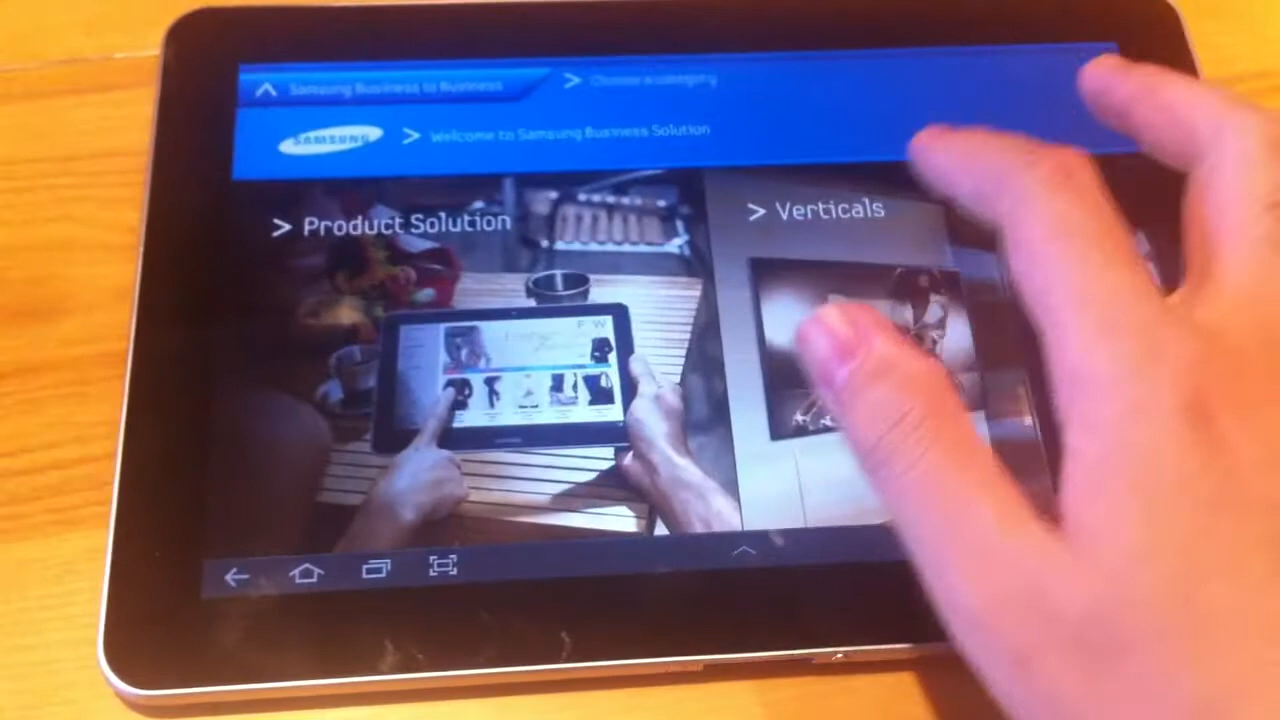 Samsung Business to Business > Choose a category
SAMSUNG > Welcome to Samsung Business Solution
> Product Solution
> Verticals
F W